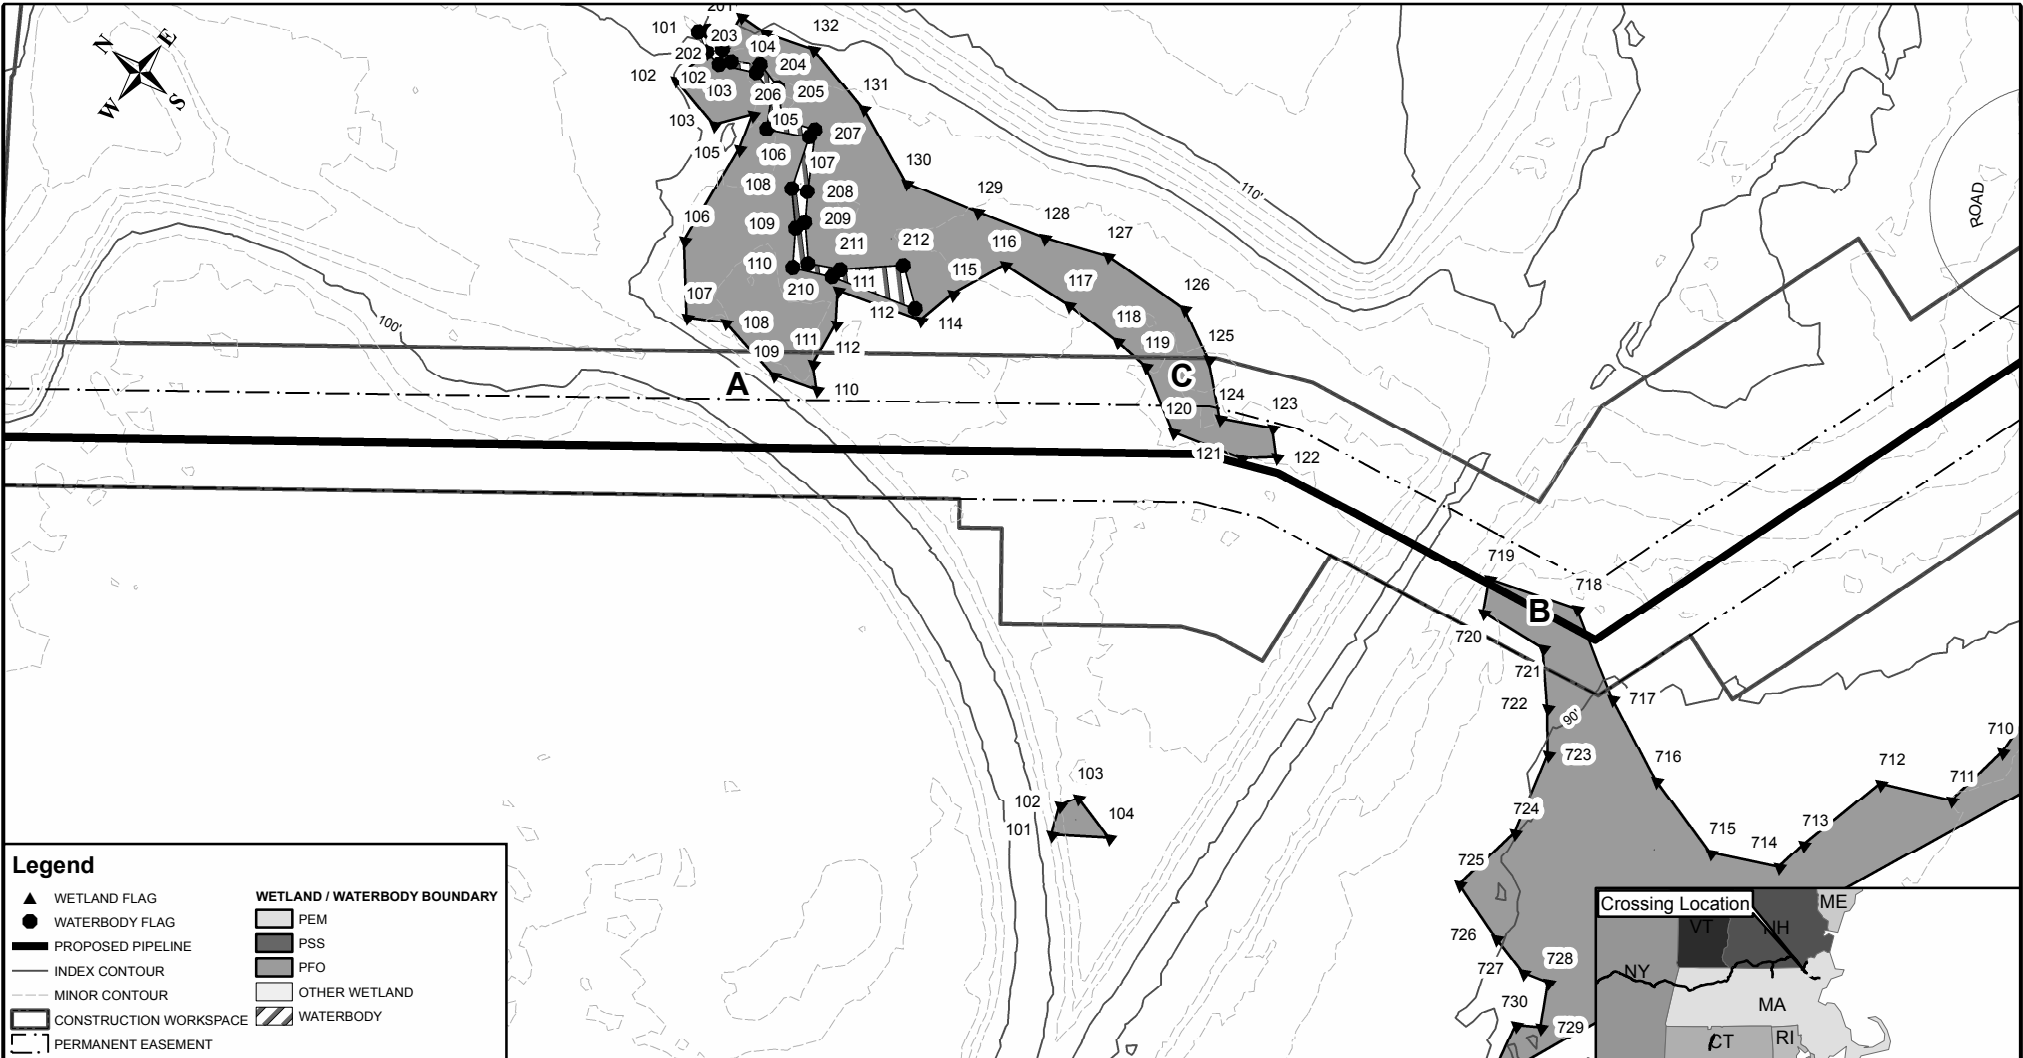 201
132
101
203
104
N
E
202
204
102
102
103
206
205
131
103
105
207
105
106
107
130
W
S
108
208
129
110'
ROAD
106
109
209
128
127
211
212
116
110
111
115
210
117
126
107
112
114
118
100'
108
111
112
119
125
109
A
110
C
120
124
123
121
122
719
718
B
720
721
722
717
90'
723
716
710
712
711
103
102
104
101
724
713
715
714
725
726
727
728
730
729
Legend
WETLAND FLAG
WATERBODY FLAG
PROPOSED PIPELINE
INDEX CONTOUR
MINOR CONTOUR
CONSTRUCTION WORKSPACE
PERMANENT EASEMENT
WETLAND / WATERBODY BOUNDARY
PEM
PSS
PFO
OTHER WETLAND
WATERBODY
Crossing Location
ME
VT
NH
NY
MA
CT
RI